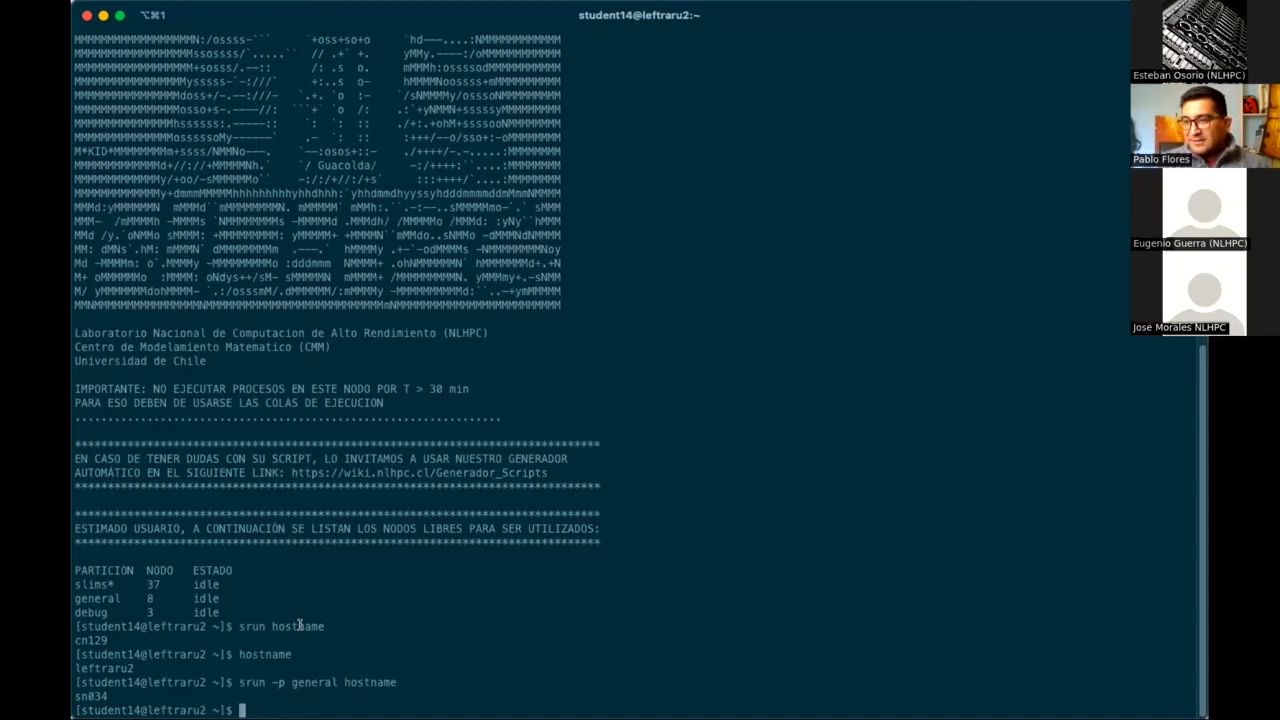 ⌥⌘1
student14@leftraru2:~
/ Guacolda/
Laboratorio Nacional de Computacion de Alto Rendimiento (NLHPC)
Centro de Modelamiento Matematico (CMM)
Universidad de Chile
IMPORTANTE: NO EJECUTAR PROCESOS EN ESTE NODO POR T > 30 min
PARA ESO DEBEN DE USARSE LAS COLAS DE EJECUCION
EN CASO DE TENER DUDAS CON SU SCRIPT, LO INVITAMOS A USAR NUESTRO GENERADOR
AUTOMÁTICO EN EL SIGUIENTE LINK: https://wiki.nlhpc.cl/Generador_Scripts
ESTIMADO USUARIO, A CONTINUACIÓN SE LISTAN LOS NODOS LIBRES PARA SER UTILIZADOS:
PARTICION NODO ESTADO
slims* 37 idle
general 8 idle
debug 3 idle
[student14@leftraru2 ~]$ srun hostname
cn129
[student14@leftraru2 ~]$ hostname
leftraru2
[student14@leftraru2 ~]$ srun -p general hostname
sn034
[student14@leftraru2 ~]$
Esteban Osorio (NLHPC)
Pablo Flores
Eugenio Guerra (NLHPC)
José Morales NLHPC